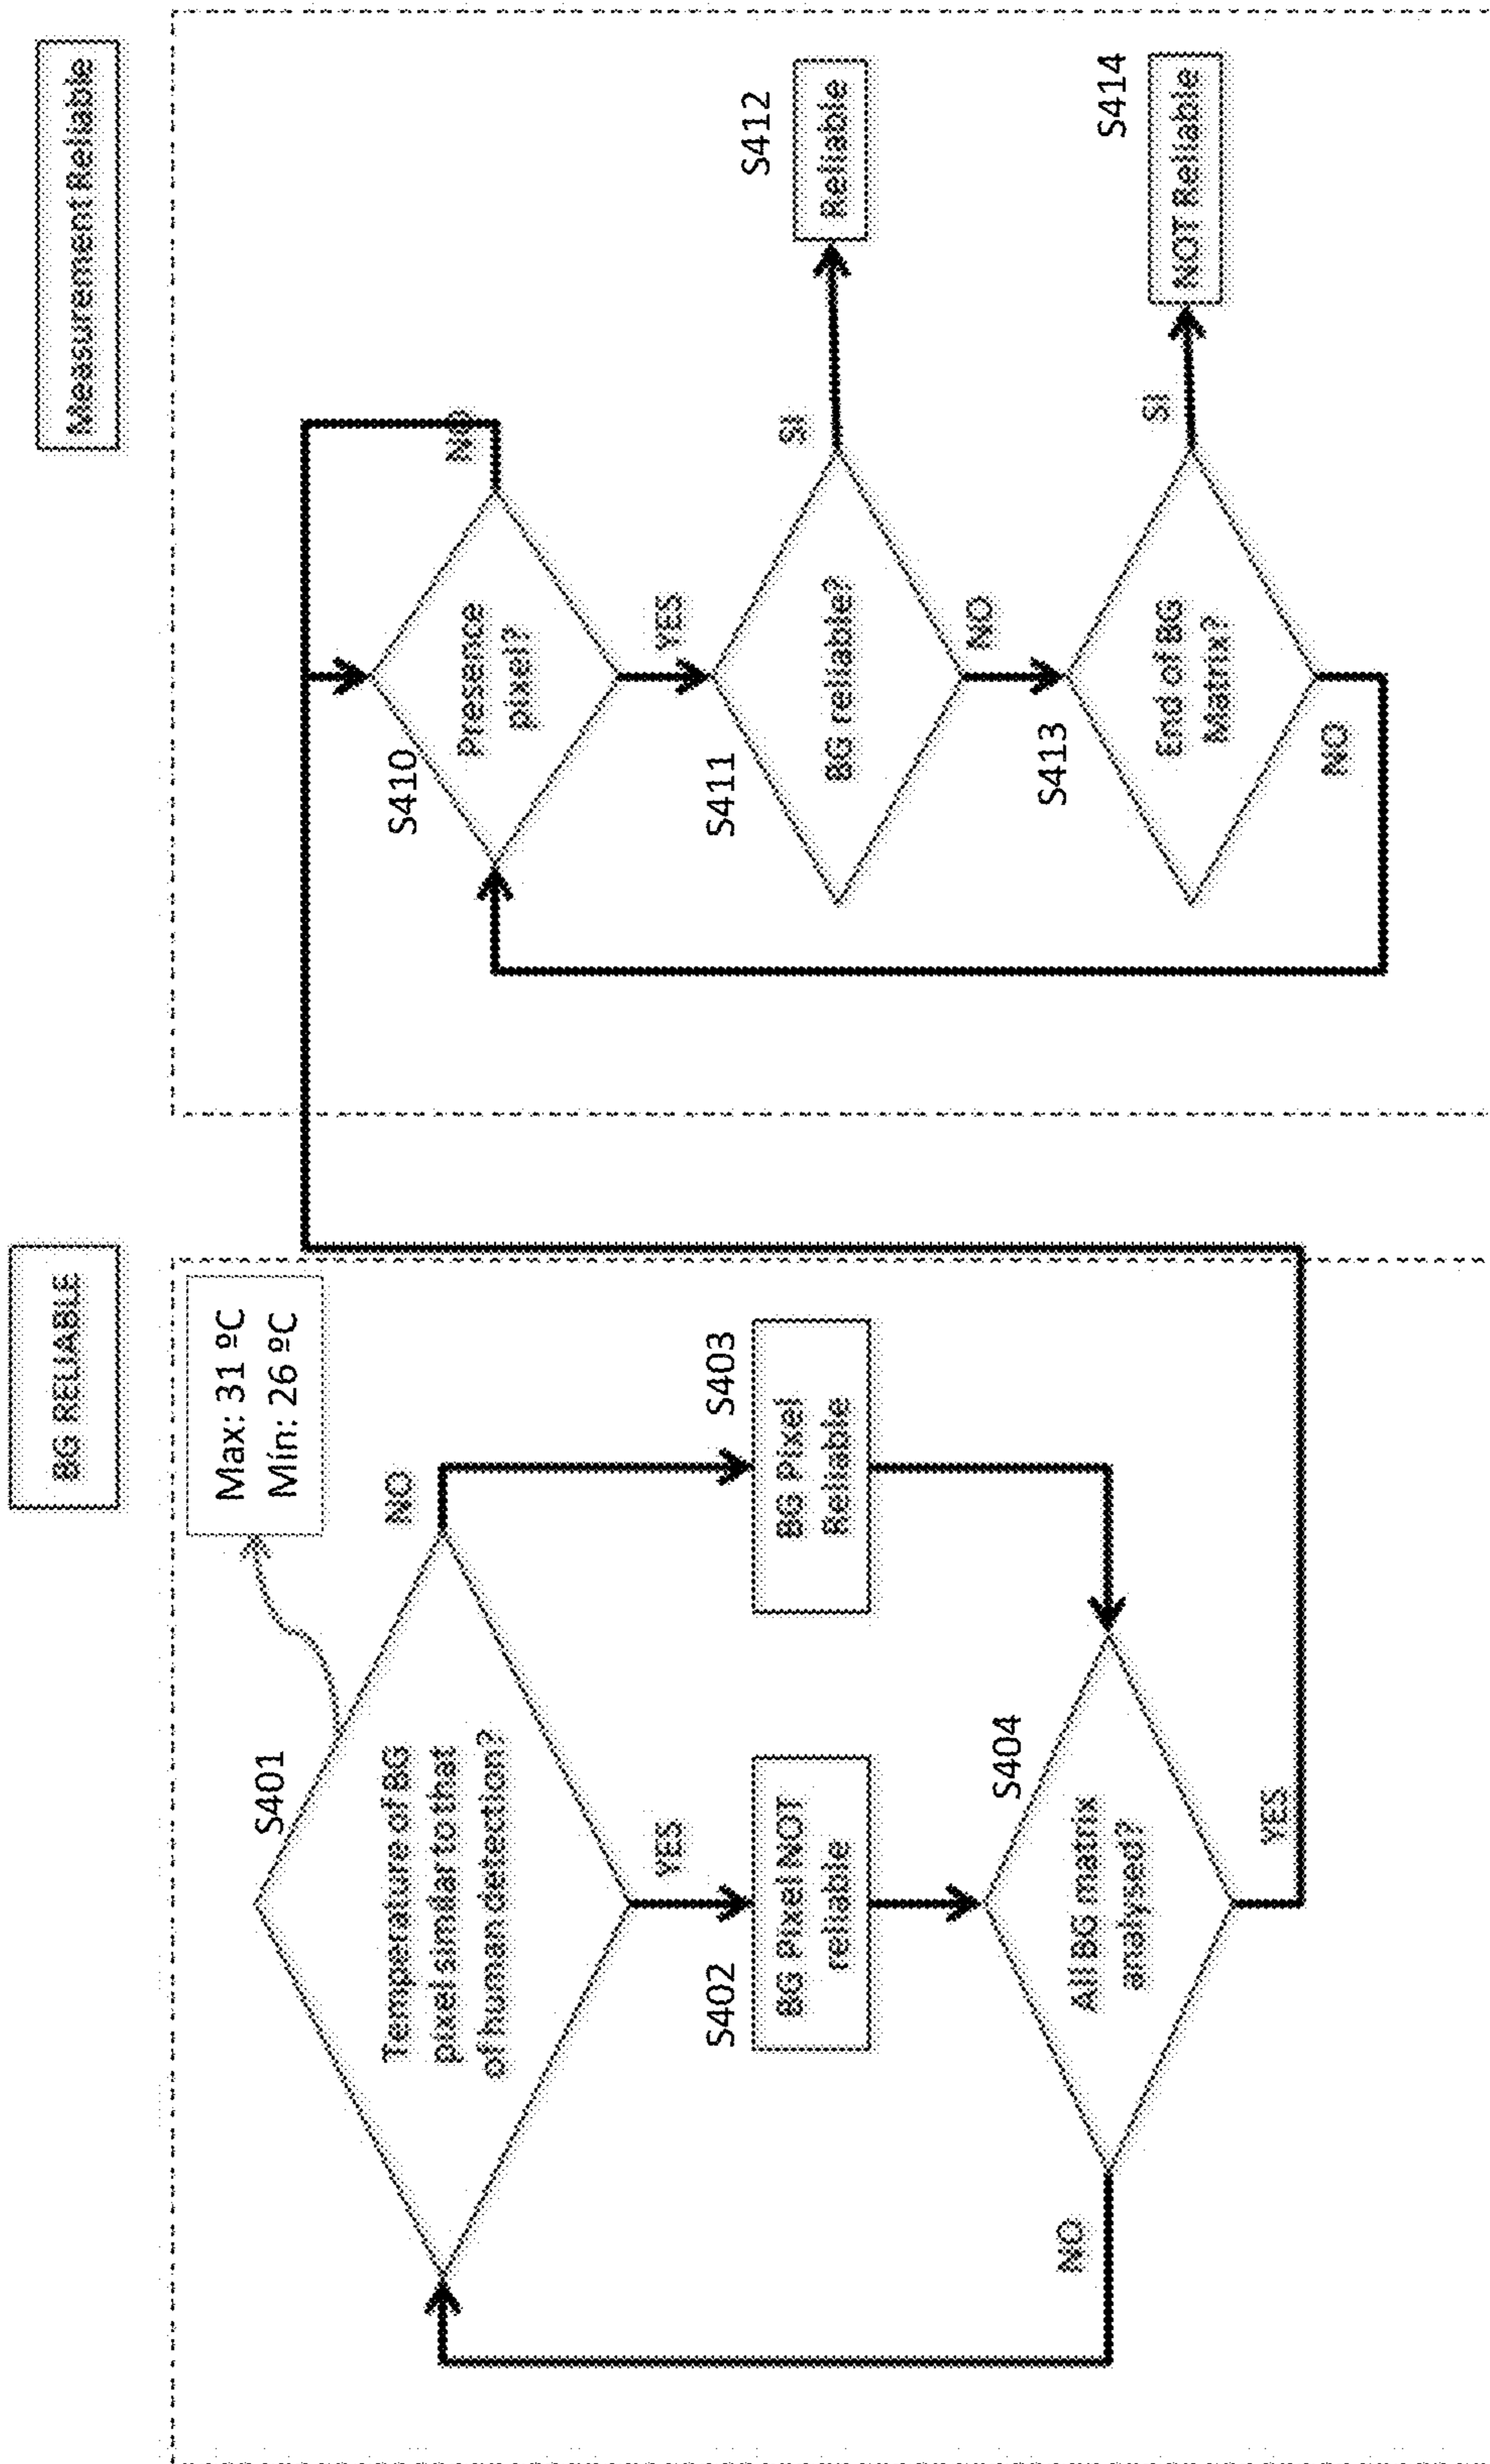 BG RELIABLE
Max: 31 ºC
Mín: 26 ºC
S401
Temperature of BG
pixel similar to that
of human detection?
NO
YES
S402
BG Pixel NOT
reliable
S403
BG Pixel
Reliable
S404
All BG matrix
analysed?
NO
YES
Measurement Reliable
S410
Presence
pixel?
NO
YES
S411
BG reliable?
SI
S412
Reliable
NO
S413
End of BG
Matrix?
SI
S414
NOT Reliable
NO